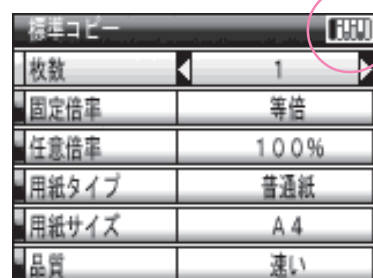 標準コピー
枚数 1
固定倍率 等倍
任意倍率 100%
用紙タイプ 普通紙
用紙サイズ A4
品質 速い